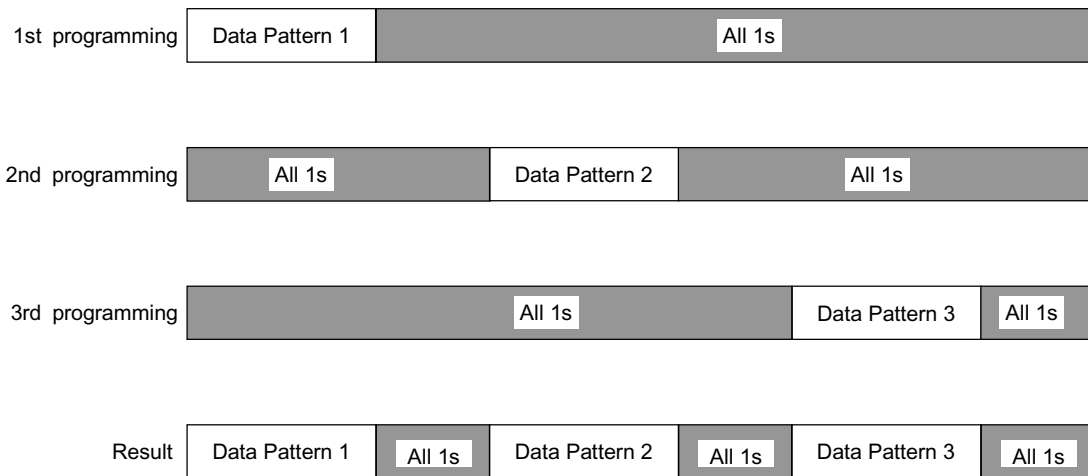 1st programming Data Pattern 1 All 1s
2nd programming All 1s Data Pattern 2 All 1s
3rd programming All 1s Data Pattern 3 All 1s
Result Data Pattern 1 All 1s Data Pattern 2 All 1s Data Pattern 3 All 1s